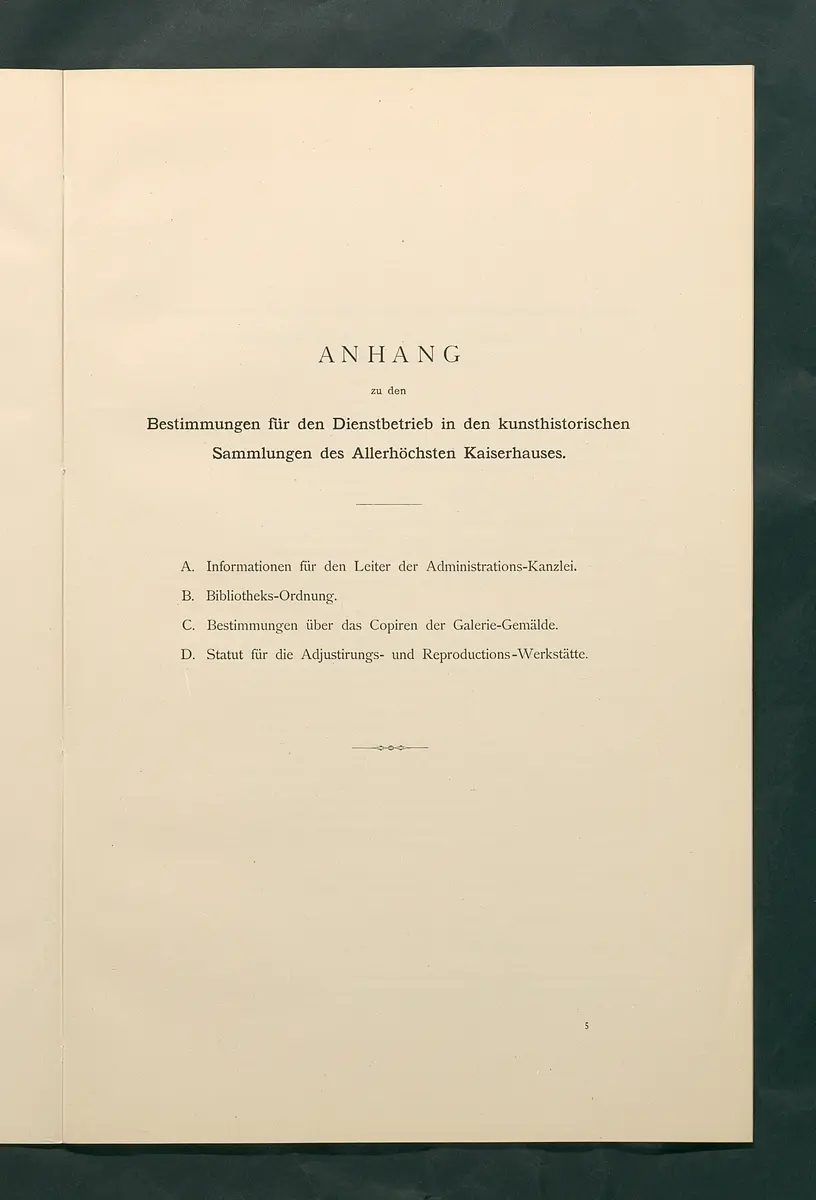 ANHANG
zu den
Bestimmungen für den Dienstbetrieb in den kunsthistorischen
Sammlungen des Allerhöchsten Kaiserhauses.
A. Informationen für den Leiter der Administrations-Kanzlei.
B. Bibliotheks-Ordnung.
C. Bestimmungen über das Copiren der Galerie-Gemälde.
D. Statut für die Adjustirungs- und Reproductions-Werkstätte.
5